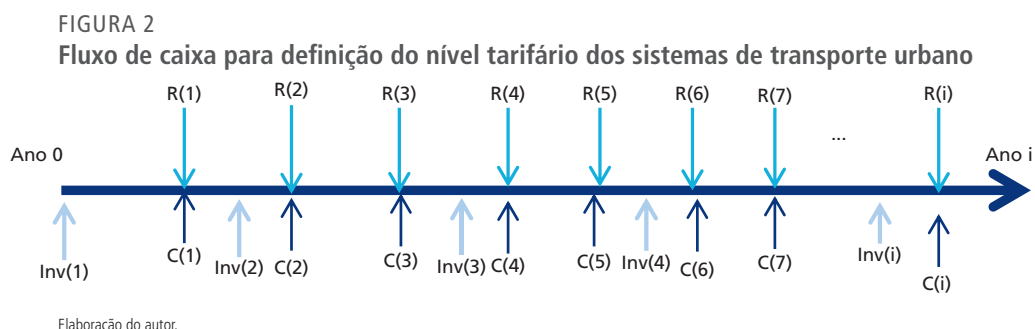 FIGURA 2
Fluxo de caixa para definição do nível tarifário dos sistemas de transporte urbano
R(1) R(2) R(3) R(4) R(5) R(6) R(7) R(i)
...
Ano 0 Ano i
Inv(1) C(1) Inv(2) C(2) C(3) Inv(3) C(4) C(5) Inv(4) C(6) C(7) Inv(i) C(i)
Elaboração do autor.